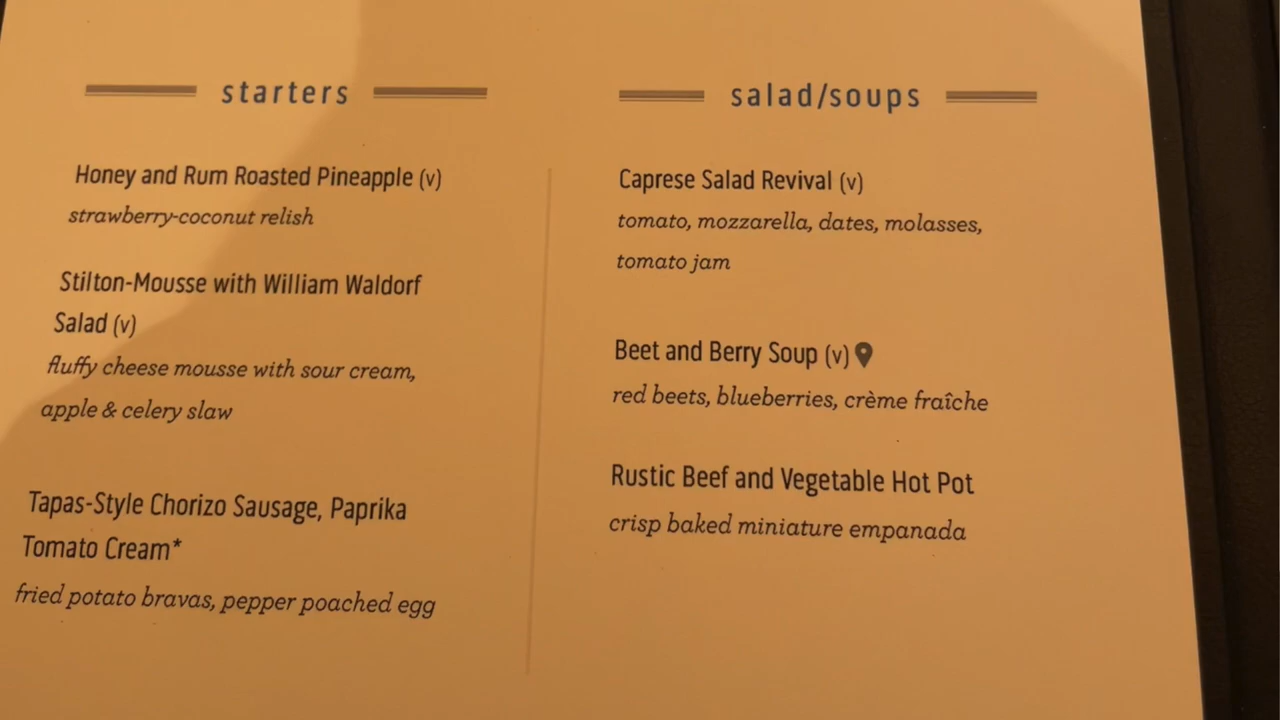 starters
Honey and Rum Roasted Pineapple (v)
strawberry-coconut relish
Stilton-Mousse with William Waldorf
Salad (v)
fluffy cheese mousse with sour cream,
apple & celery slaw
Tapas-Style Chorizo Sausage, Paprika
Tomato Cream*
fried potato bravas, pepper poached egg
salad/soups
Caprese Salad Revival (v)
tomato, mozzarella, dates, molasses,
tomato jam
Beet and Berry Soup (v)
red beets, blueberries, crème fraîche
Rustic Beef and Vegetable Hot Pot
crisp baked miniature empanada